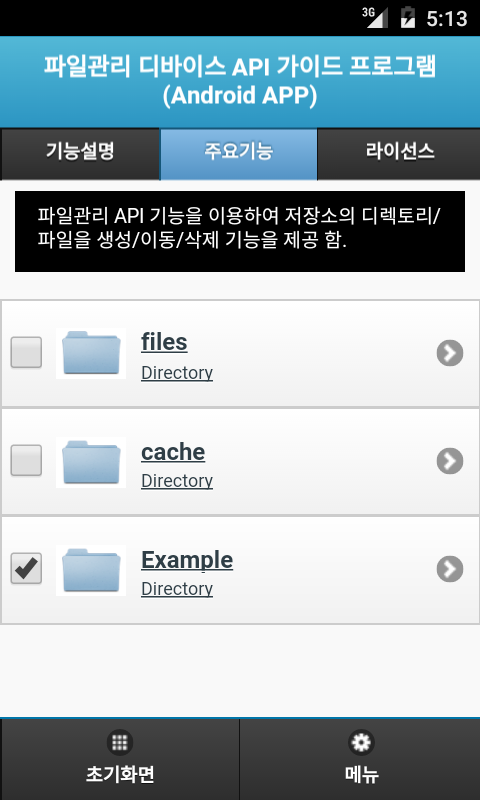 3G 5:13
파일관리 디바이스 API 가이드 프로그램
(Android APP)
기능설명 주요기능 라이선스
파일관리 API 기능을 이용하여 저장소의 디렉토리/
파일을 생성/이동/삭제 기능을 제공 함.
files
Directory
cache
Directory
Example
Directory
초기화면 메뉴